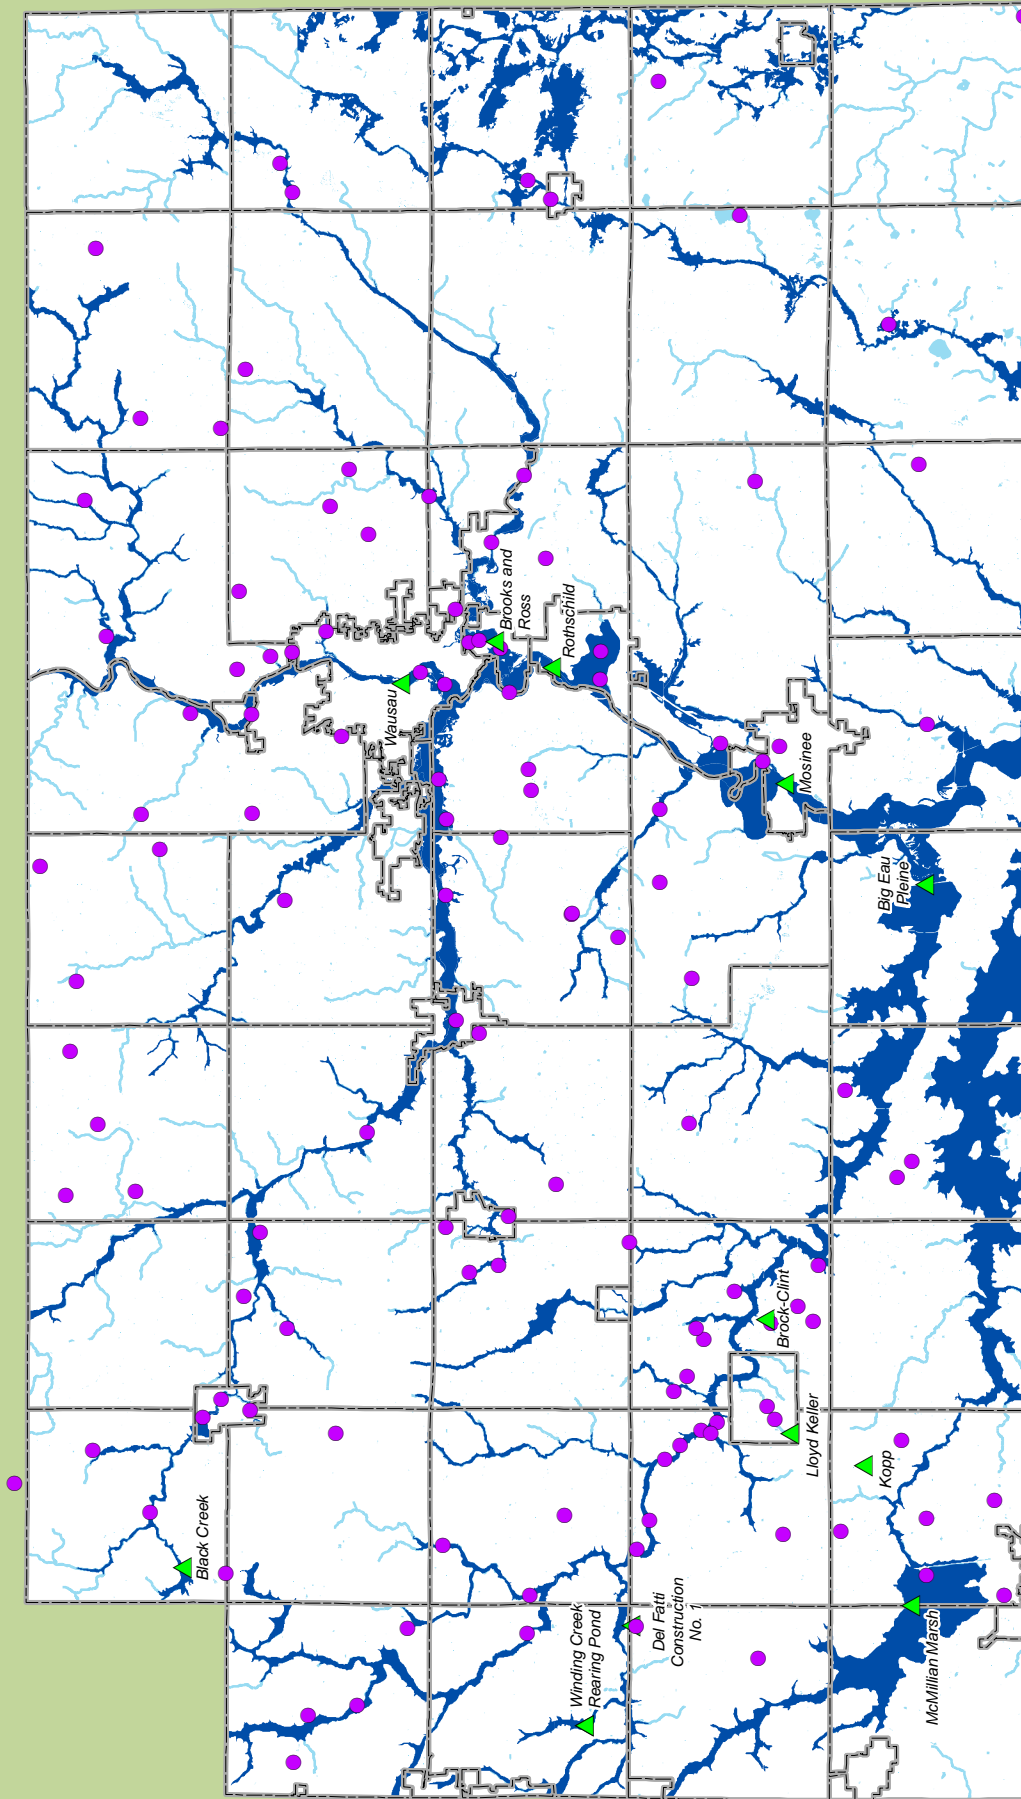 Brooks and
Ross
Rothschild
Wausau
Mosinee
Big Eau
Pleine
Brock-Clint
Lloyd Keller
Kopp
Black Creek
Del Fatti
Construction
No. 1
Winding Creek
Rearing Pond
McMillian Marsh